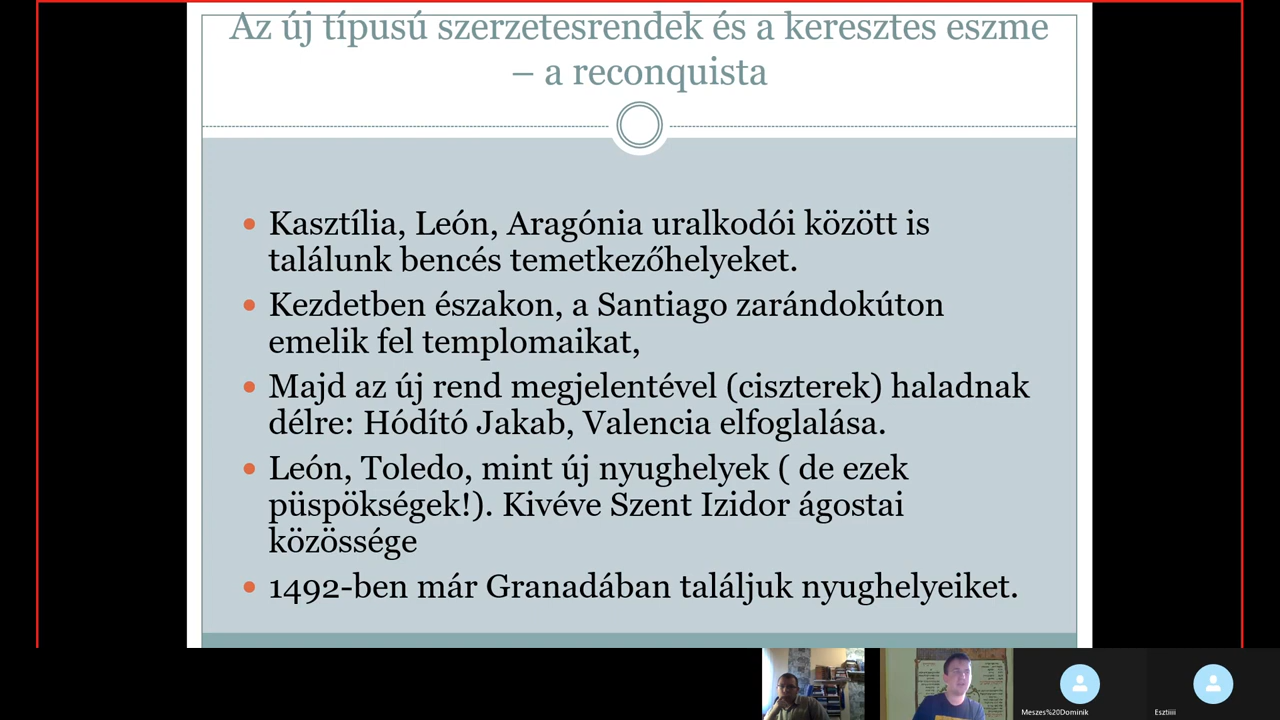 Az új típusú szerzetesrendek és a keresztes eszme
– a reconquista
• Kasztília, León, Aragónia uralkodói között is
találunk bencés temetkezőhelyeket.
• Kezdetben északon, a Santiago zarándokúton
emelik fel templomaikat,
• Majd az új rend megjelentével (ciszterek) haladnak
délre: Hódító Jakab, Valencia elfoglalása.
• León, Toledo, mint új nyughelyek ( de ezek
püspökségek!). Kivéve Szent Izidor ágostai
közössége
• 1492-ben már Granadában találjuk nyughelyeiket.
Meszes%20Dominik
Esztiiii